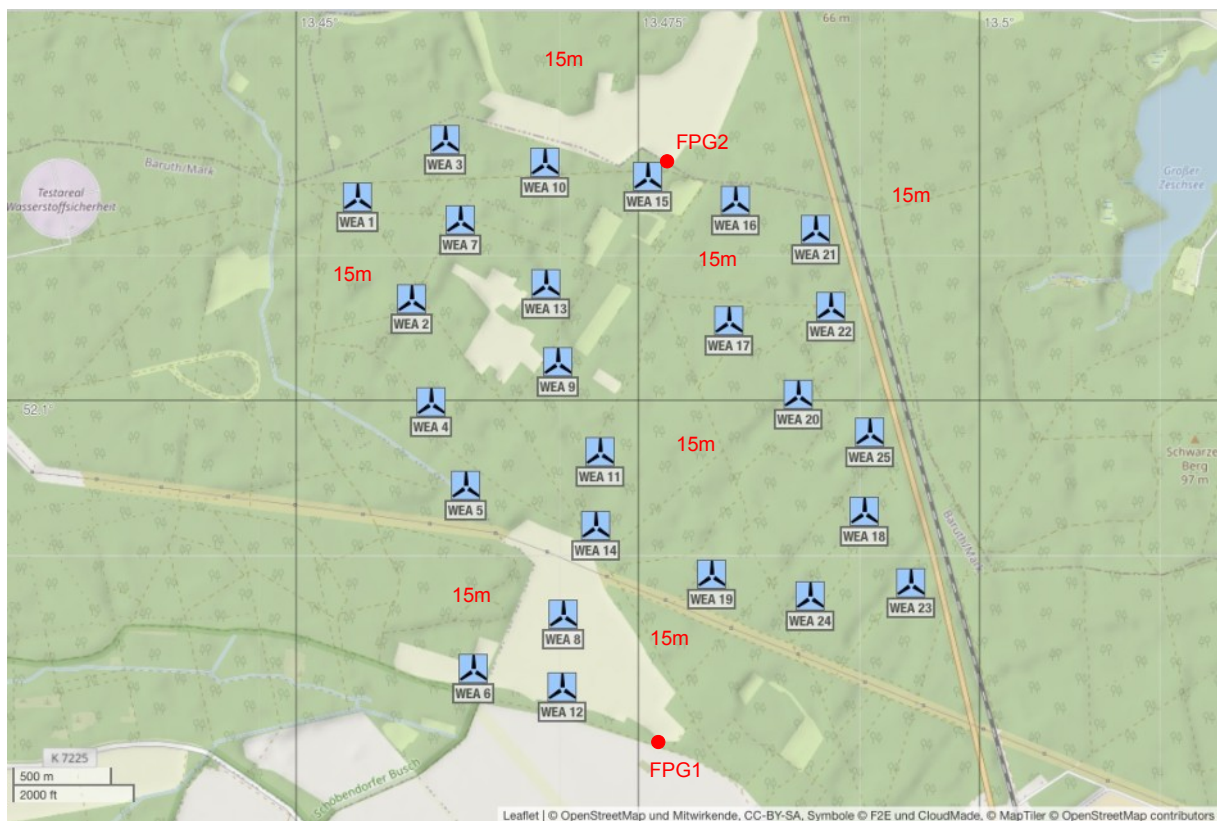 13.45°
13.475°
66 m
13.5°
15m
FPG2
WEA 3
Baruth/Mark
WEA 10
Großer
Zeschsee
Testareal
Wasserstoffsicherheit
WEA 15
15m
WEA 1
WEA 7
WEA 16
WEA 21
15m
15m
WEA 2
WEA 13
WEA 22
WEA 17
WEA 9
52.1°
WEA 4
WEA 20
15m
WEA 25
Schwarzer
Berg
97 m
WEA 11
WEA 5
WEA 18
Baruth/Mark
WEA 14
15m
WEA 19
WEA 24
WEA 23
WEA 8
15m
WEA 6
WEA 12
FPG1
K 7225
500 m
2000 ft
Schöbendorfer Busch
Leaflet | © OpenStreetMap und Mitwirkende, CC-BY-SA, Symbole © F2E und CloudMade, © MapTiler © OpenStreetMap contributors